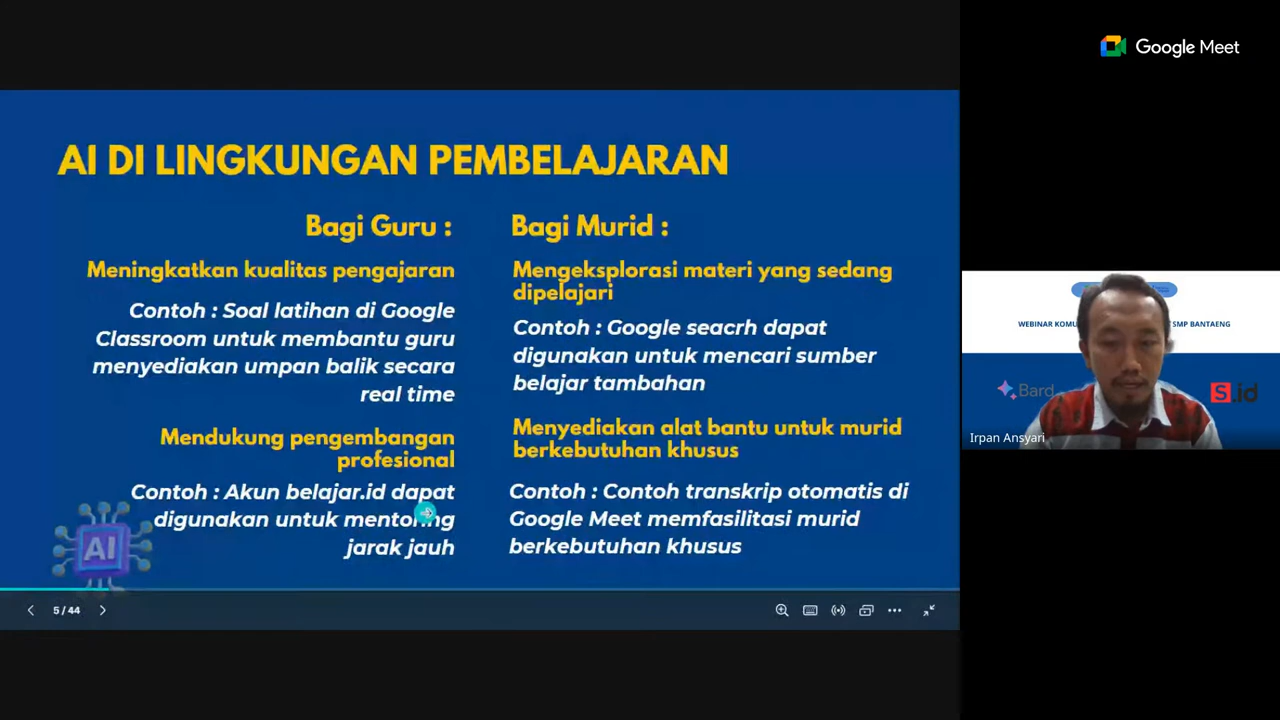 Google Meet
AI DI LINGKUNGAN PEMBELAJARAN
Bagi Guru :
Meningkatkan kualitas pengajaran
Contoh : Soal latihan di Google
Classroom untuk membantu guru
menyediakan umpan balik secara
real time
Mendukung pengembangan
profesional
Contoh : Akun belajar.id dapat
digunakan untuk mentoring
jarak jauh
Bagi Murid :
Mengeksplorasi materi yang sedang
dipelajari
Contoh : Google seacrh dapat
digunakan untuk mencari sumber
belajar tambahan
Menyediakan alat bantu untuk murid
berkebutuhan khusus
Contoh : Contoh transkrip otomatis di
Google Meet memfasilitasi murid
berkebutuhan khusus
AI
5 / 44
WEBINAR KOMU
SMP BANTAENG
Bard
S.id
Irpan Ansyari